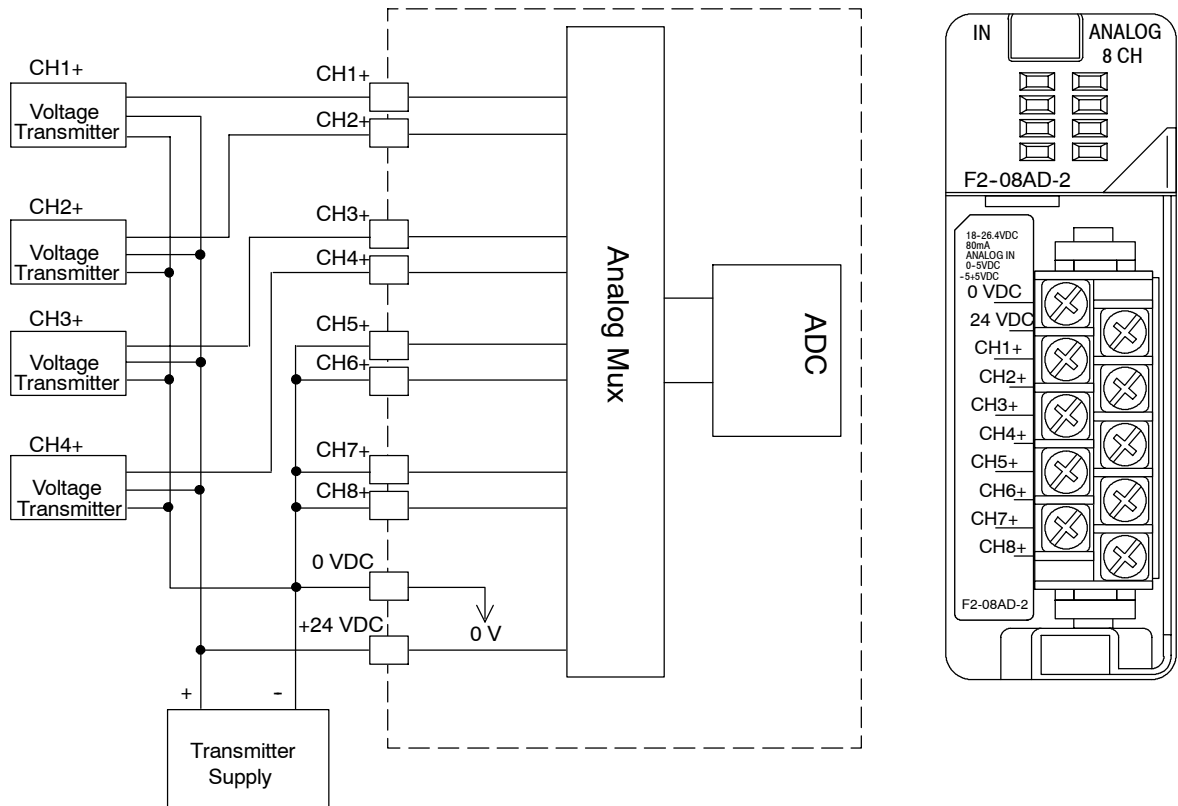 CH1+
Voltage
Transmitter
CH2+
Voltage
Transmitter
CH3+
Voltage
Transmitter
CH4+
Voltage
Transmitter
CH1+
CH2+
CH3+
CH4+
CH5+
CH6+
CH7+
CH8+
0 VDC
+24 VDC
0 V
+ -
Transmitter
Supply
Analog Mux
ADC
IN
ANALOG
8 CH
F2-08AD-2
18-26.4VDC
80mA
ANALOG IN
0-5VDC
-5+5VDC
0 VDC
24 VDC
CH1+
CH2+
CH3+
CH4+
CH5+
CH6+
CH7+
CH8+
F2-08AD-2